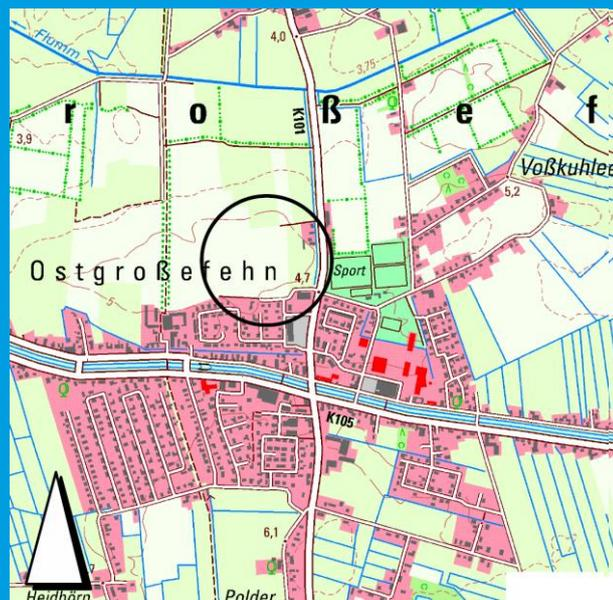 4,0
Flumm
3,75
r o ß e f
K101
3,9
Voßkuhlee
5,2
Ostgroßefehn
4,7
Sport
5
K105
6,1
Heidhörn
Polder